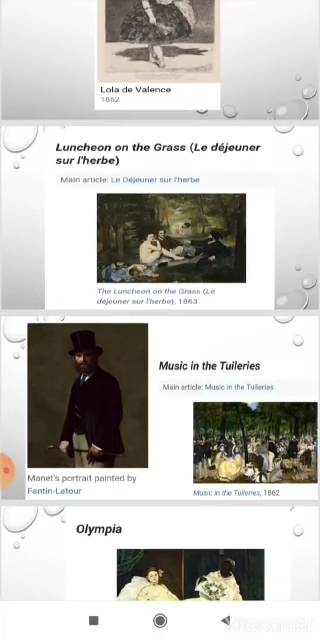 Lola de Valence
1862
Luncheon on the Grass (Le déjeuner
sur l'herbe)
Main article: Le Déjeuner sur l'herbe
The Luncheon on the Grass (Le
déjeuner sur l'herbe), 1863
Music in the Tuileries
Main article: Music in the Tuileries
Manet's portrait painted by
Fantin-Latour
Music in the Tuileries, 1862
Olympia